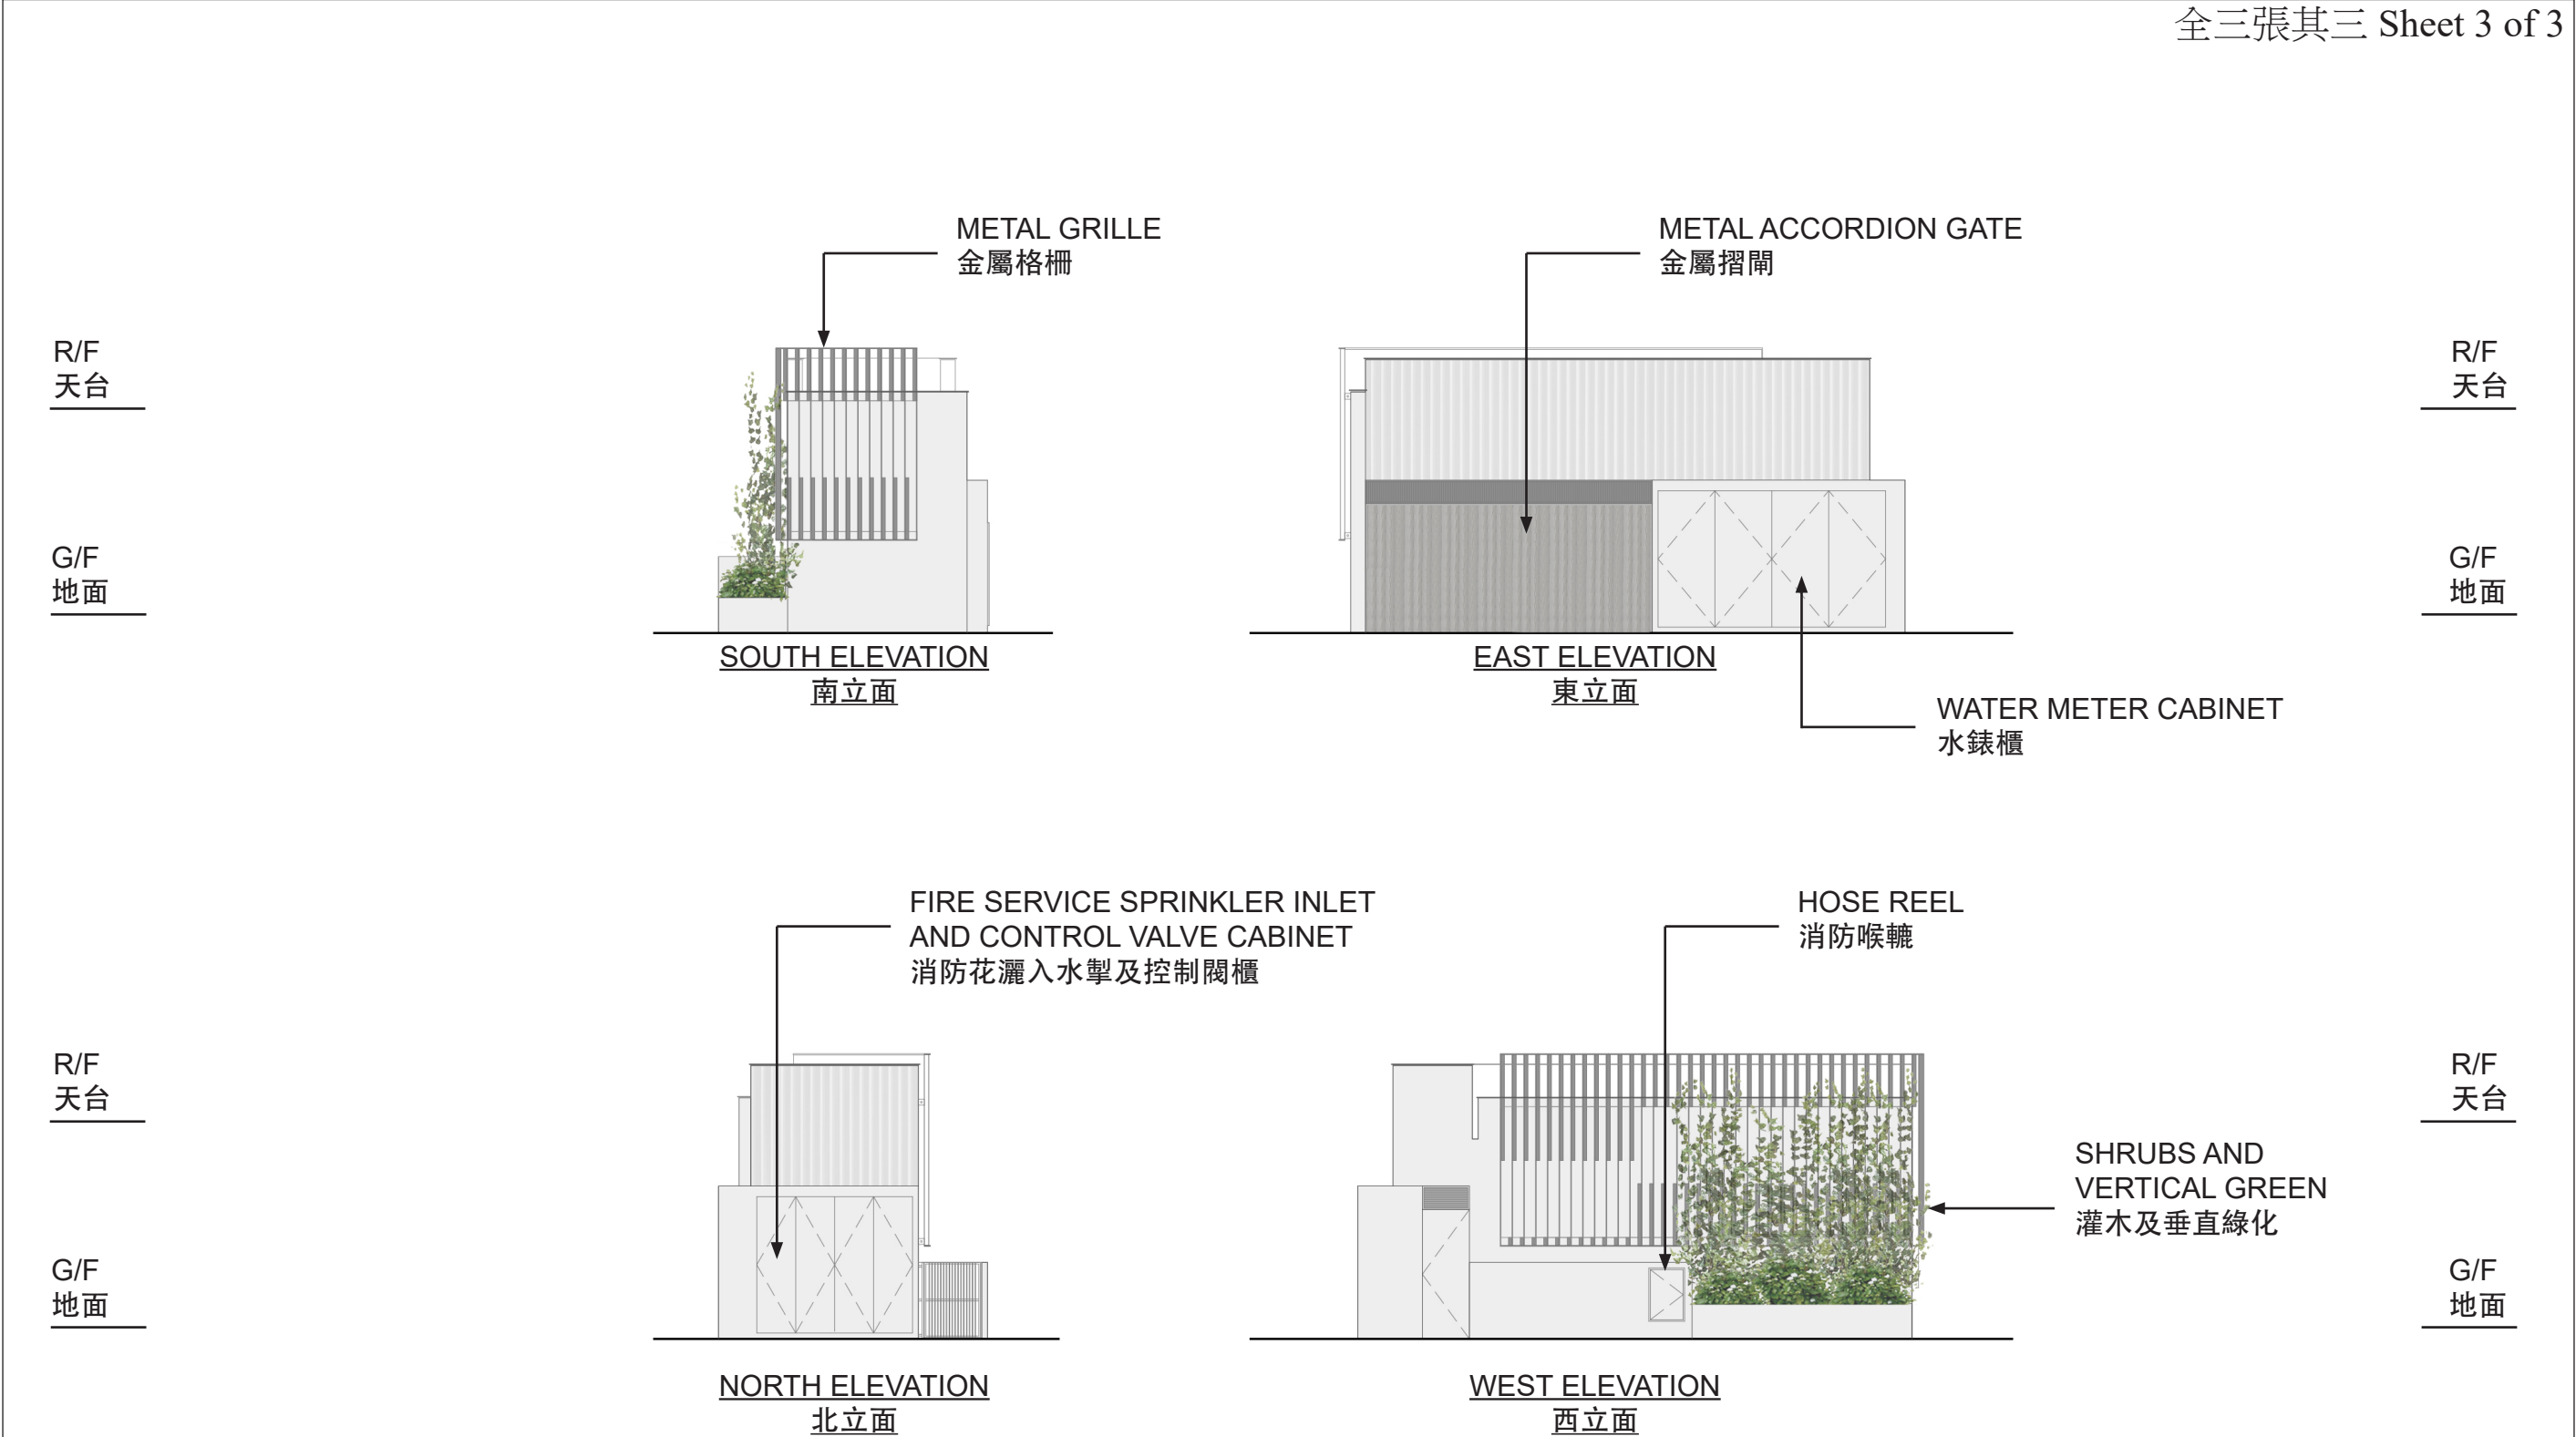 全三張其三 Sheet 3 of 3
METAL GRILLE
金屬格柵
METAL ACCORDION GATE
金屬摺閘
R/F
天台
R/F
天台
G/F
地面
G/F
地面
SOUTH ELEVATION
南立面
EAST ELEVATION
東立面
WATER METER CABINET
水錶櫃
FIRE SERVICE SPRINKLER INLET
AND CONTROL VALVE CABINET
消防花灑入水掣及控制閥櫃
HOSE REEL
消防喉轆
R/F
天台
R/F
天台
SHRUBS AND
VERTICAL GREEN
灌木及垂直綠化
G/F
地面
G/F
地面
NORTH ELEVATION
北立面
WEST ELEVATION
西立面